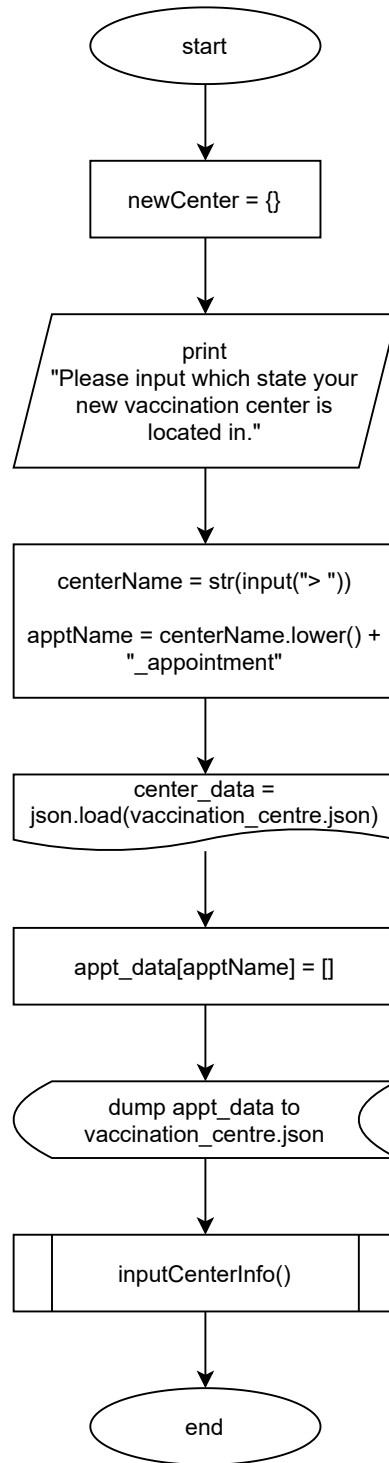 start
newCenter = {}
print
"Please input which state your
new vaccination center is
located in."
centerName = str(input("> "))
apptName = centerName.lower() +
"_appointment"
center_data =
json.load(vaccination_centre.json)
appt_data[apptName] = []
dump appt_data to
vaccination_centre.json
inputCenterInfo()
end